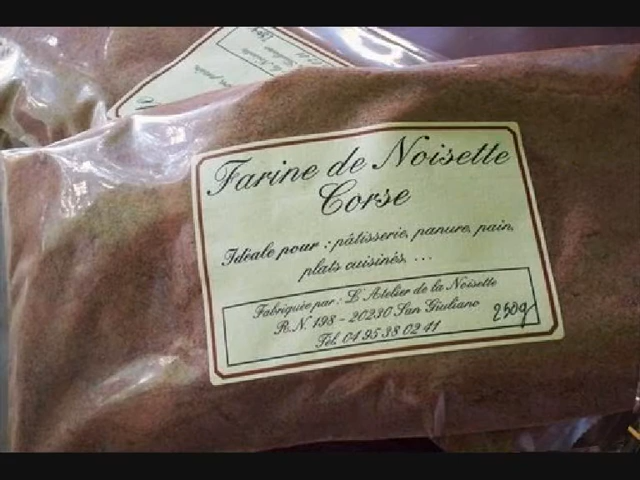 Farine de Noisette
Corse
Idéale pour : pâtisserie, panure, pain,
plats cuisinés, ...
Fabriquée par : L'Atelier de la Noisette
R.N. 198 - 20230 San Giuliano
Tél. 04 95 38 02 41
250g